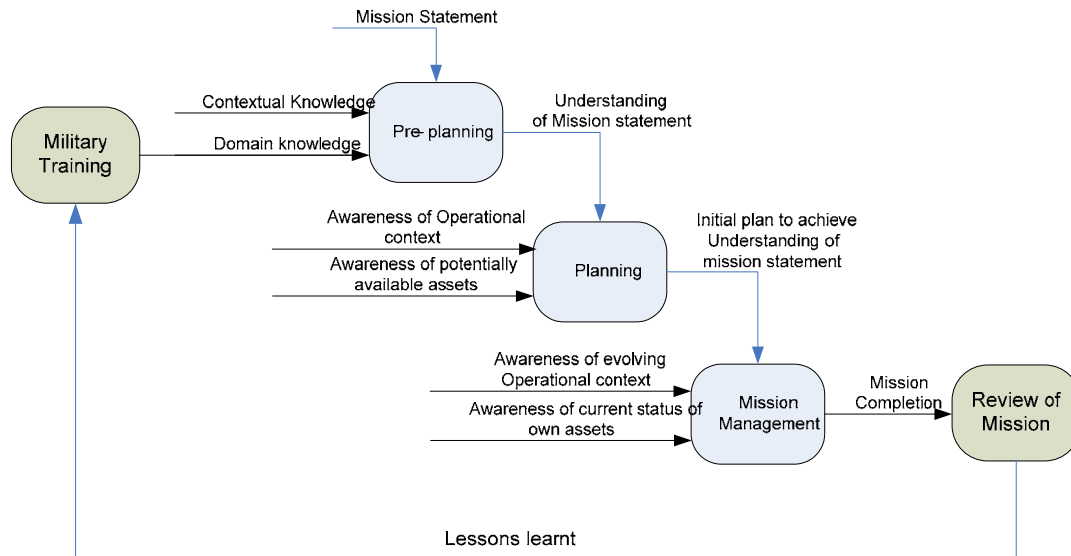 Mission Statement
Contextual Knowledge
Domain knowledge
Military
Training
Pre- planning
Understanding
of Mission statement
Awareness of Operational
context
Awareness of potentially
available assets
Planning
Initial plan to achieve
Understanding of
mission statement
Awareness of evolving
Operational context
Awareness of current status of
own assets
Mission
Management
Mission
Completion
Review of
Mission
Lessons learnt